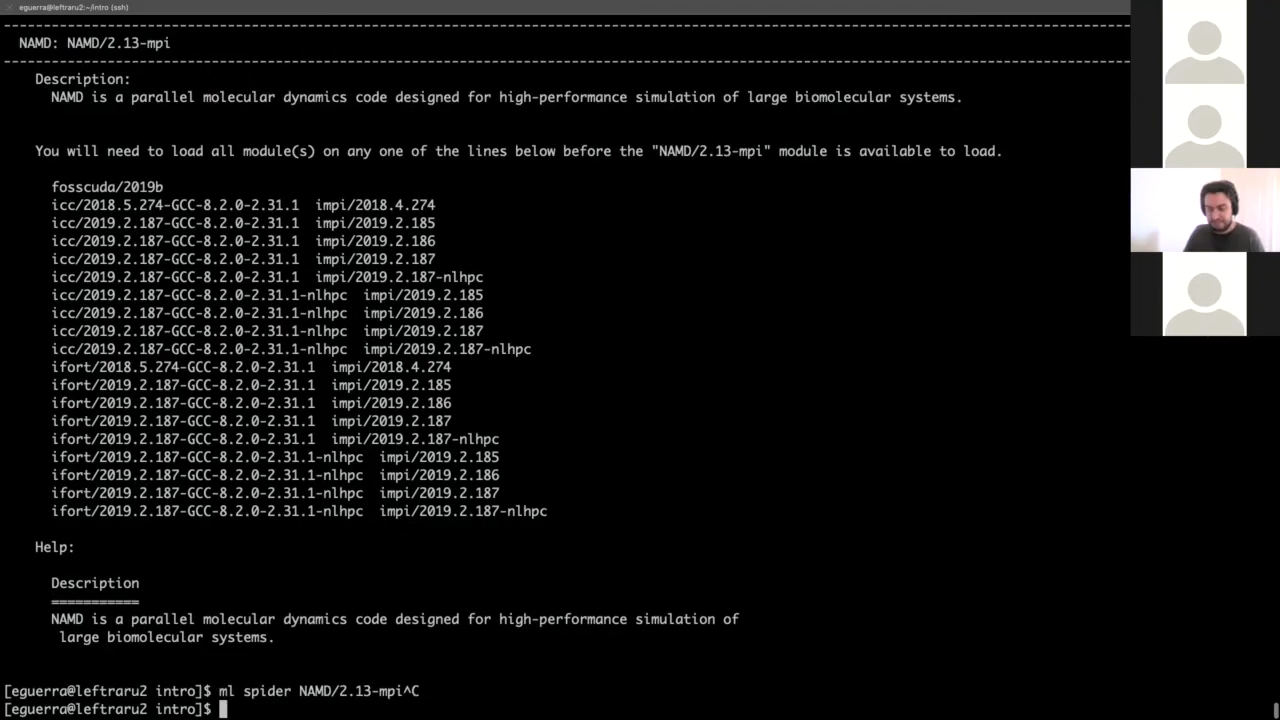 eguerra@leftraru2:~/intro (ssh)
NAMD: NAMD/2.13-mpi
Description:
NAMD is a parallel molecular dynamics code designed for high-performance simulation of large biomolecular systems.
You will need to load all module(s) on any one of the lines below before the "NAMD/2.13-mpi" module is available to load.
fosscuda/2019b
icc/2018.5.274-GCC-8.2.0-2.31.1  impi/2018.4.274
icc/2019.2.187-GCC-8.2.0-2.31.1  impi/2019.2.185
icc/2019.2.187-GCC-8.2.0-2.31.1  impi/2019.2.186
icc/2019.2.187-GCC-8.2.0-2.31.1  impi/2019.2.187
icc/2019.2.187-GCC-8.2.0-2.31.1  impi/2019.2.187-nlhpc
icc/2019.2.187-GCC-8.2.0-2.31.1-nlhpc  impi/2019.2.185
icc/2019.2.187-GCC-8.2.0-2.31.1-nlhpc  impi/2019.2.186
icc/2019.2.187-GCC-8.2.0-2.31.1-nlhpc  impi/2019.2.187
icc/2019.2.187-GCC-8.2.0-2.31.1-nlhpc  impi/2019.2.187-nlhpc
ifort/2018.5.274-GCC-8.2.0-2.31.1  impi/2018.4.274
ifort/2019.2.187-GCC-8.2.0-2.31.1  impi/2019.2.185
ifort/2019.2.187-GCC-8.2.0-2.31.1  impi/2019.2.186
ifort/2019.2.187-GCC-8.2.0-2.31.1  impi/2019.2.187
ifort/2019.2.187-GCC-8.2.0-2.31.1  impi/2019.2.187-nlhpc
ifort/2019.2.187-GCC-8.2.0-2.31.1-nlhpc  impi/2019.2.185
ifort/2019.2.187-GCC-8.2.0-2.31.1-nlhpc  impi/2019.2.186
ifort/2019.2.187-GCC-8.2.0-2.31.1-nlhpc  impi/2019.2.187
ifort/2019.2.187-GCC-8.2.0-2.31.1-nlhpc  impi/2019.2.187-nlhpc
Help:
Description
===========
NAMD is a parallel molecular dynamics code designed for high-performance simulation of
large biomolecular systems.
[eguerra@leftraru2 intro]$ ml spider NAMD/2.13-mpi^C
[eguerra@leftraru2 intro]$